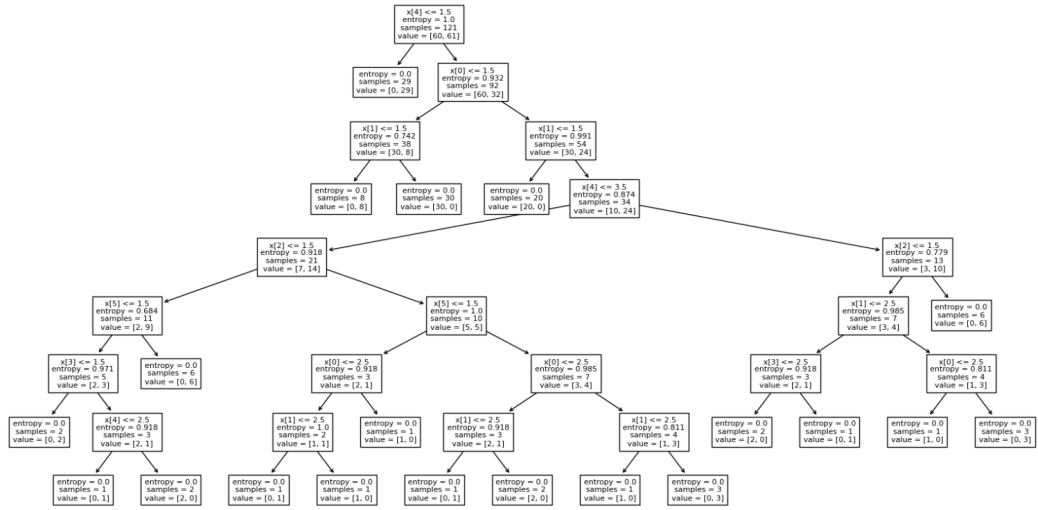 x[4] <= 1.5
entropy = 1.0
samples = 121
value = [60, 61]
entropy = 0.0
samples = 29
value = [0, 29]
x[0] <= 1.5
entropy = 0.932
samples = 92
value = [60, 32]
x[1] <= 1.5
entropy = 0.742
samples = 38
value = [30, 8]
x[1] <= 1.5
entropy = 0.991
samples = 54
value = [30, 24]
entropy = 0.0
samples = 8
value = [0, 8]
entropy = 0.0
samples = 30
value = [30, 0]
entropy = 0.0
samples = 20
value = [20, 0]
x[4] <= 3.5
entropy = 0.874
samples = 34
value = [10, 24]
x[2] <= 1.5
entropy = 0.918
samples = 21
value = [7, 14]
x[2] <= 1.5
entropy = 0.779
samples = 13
value = [3, 10]
x[5] <= 1.5
entropy = 0.684
samples = 11
value = [2, 9]
x[5] <= 1.5
entropy = 1.0
samples = 10
value = [5, 5]
x[1] <= 2.5
entropy = 0.985
samples = 7
value = [3, 4]
entropy = 0.0
samples = 6
value = [0, 6]
x[3] <= 1.5
entropy = 0.971
samples = 5
value = [2, 3]
entropy = 0.0
samples = 6
value = [0, 6]
x[0] <= 2.5
entropy = 0.918
samples = 3
value = [2, 1]
x[0] <= 2.5
entropy = 0.985
samples = 7
value = [3, 4]
x[3] <= 2.5
entropy = 0.918
samples = 3
value = [2, 1]
x[0] <= 2.5
entropy = 0.811
samples = 4
value = [1, 3]
entropy = 0.0
samples = 2
value = [0, 2]
x[4] <= 2.5
entropy = 0.918
samples = 3
value = [2, 1]
x[1] <= 2.5
entropy = 1.0
samples = 2
value = [1, 1]
entropy = 0.0
samples = 1
value = [1, 0]
x[1] <= 2.5
entropy = 0.918
samples = 3
value = [2, 1]
x[1] <= 2.5
entropy = 0.811
samples = 4
value = [1, 3]
entropy = 0.0
samples = 2
value = [2, 0]
entropy = 0.0
samples = 1
value = [0, 1]
entropy = 0.0
samples = 1
value = [1, 0]
entropy = 0.0
samples = 3
value = [0, 3]
entropy = 0.0
samples = 1
value = [0, 1]
entropy = 0.0
samples = 2
value = [2, 0]
entropy = 0.0
samples = 1
value = [0, 1]
entropy = 0.0
samples = 1
value = [1, 0]
entropy = 0.0
samples = 1
value = [0, 1]
entropy = 0.0
samples = 2
value = [2, 0]
entropy = 0.0
samples = 1
value = [1, 0]
entropy = 0.0
samples = 3
value = [0, 3]